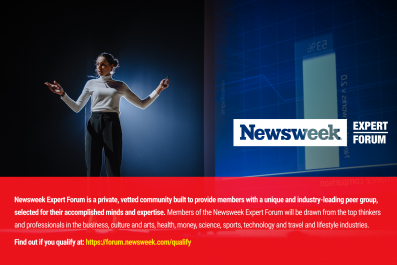 53%
Newsweek
EXPERT
FORUM
Newsweek Expert Forum is a private, vetted community built to provide members with a unique and industry-leading peer group,
selected for their accomplished minds and expertise. Members of the Newsweek Expert Forum will be drawn from the top thinkers
and professionals in the business, culture and arts, health, money, science, sports, technology and travel and lifestyle industries.
Find out if you qualify at: https://forum.newsweek.com/qualify